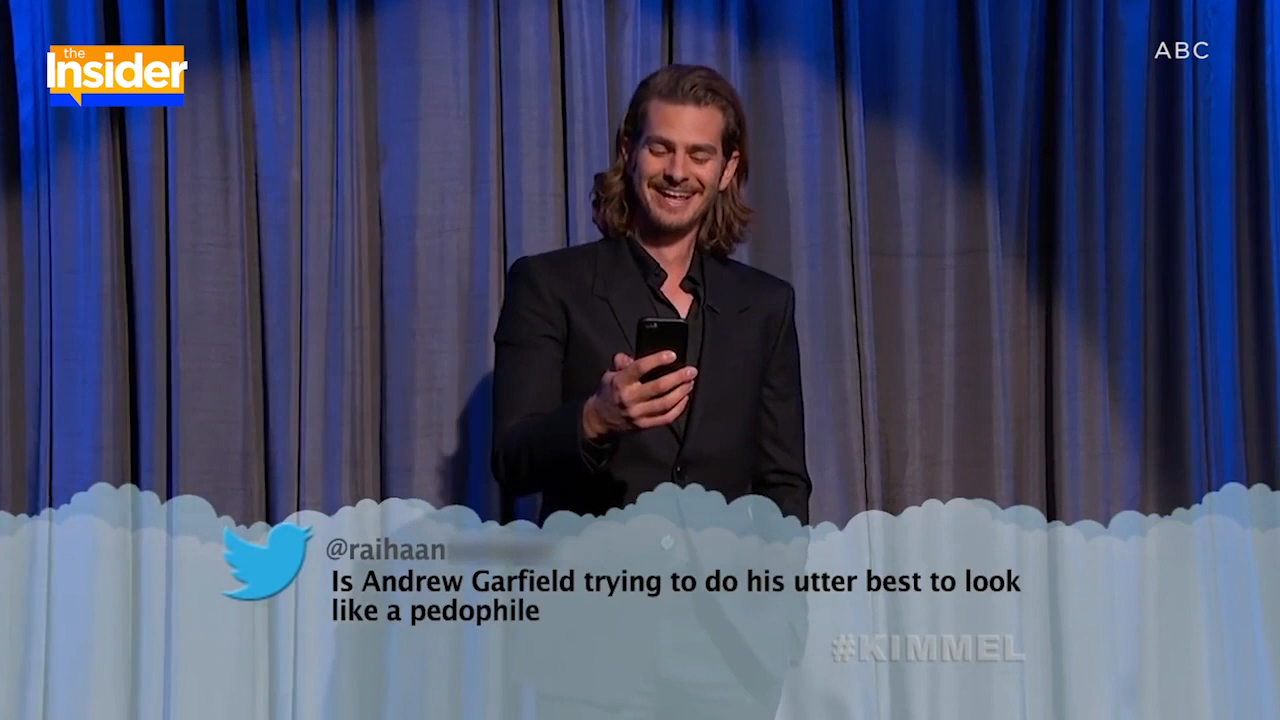 the
Insider
ABC
@raihaan
Is Andrew Garfield trying to do his utter best to look
like a pedophile
#KIMMEL